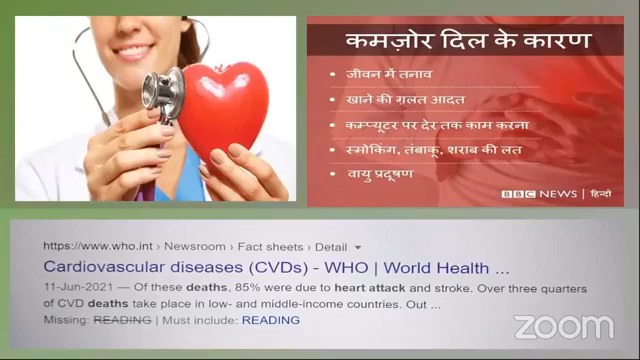 कमज़ोर दिल के कारण
• जीवन में तनाव
• खाने की ग़लत आदत
• कम्प्यूटर पर देर तक काम करना
• स्मोकिंग, तंबाकू, शराब की लत
• वायु प्रदूषण
BBC NEWS | हिन्दी
https://www.who.int › Newsroom › Fact sheets › Detail
Cardiovascular diseases (CVDs) - WHO | World Health ...
11-Jun-2021 — Of these deaths, 85% were due to heart attack and stroke. Over three quarters
of CVD deaths take place in low- and middle-income countries. Out ...
Missing: READING | Must include: READING
zoom